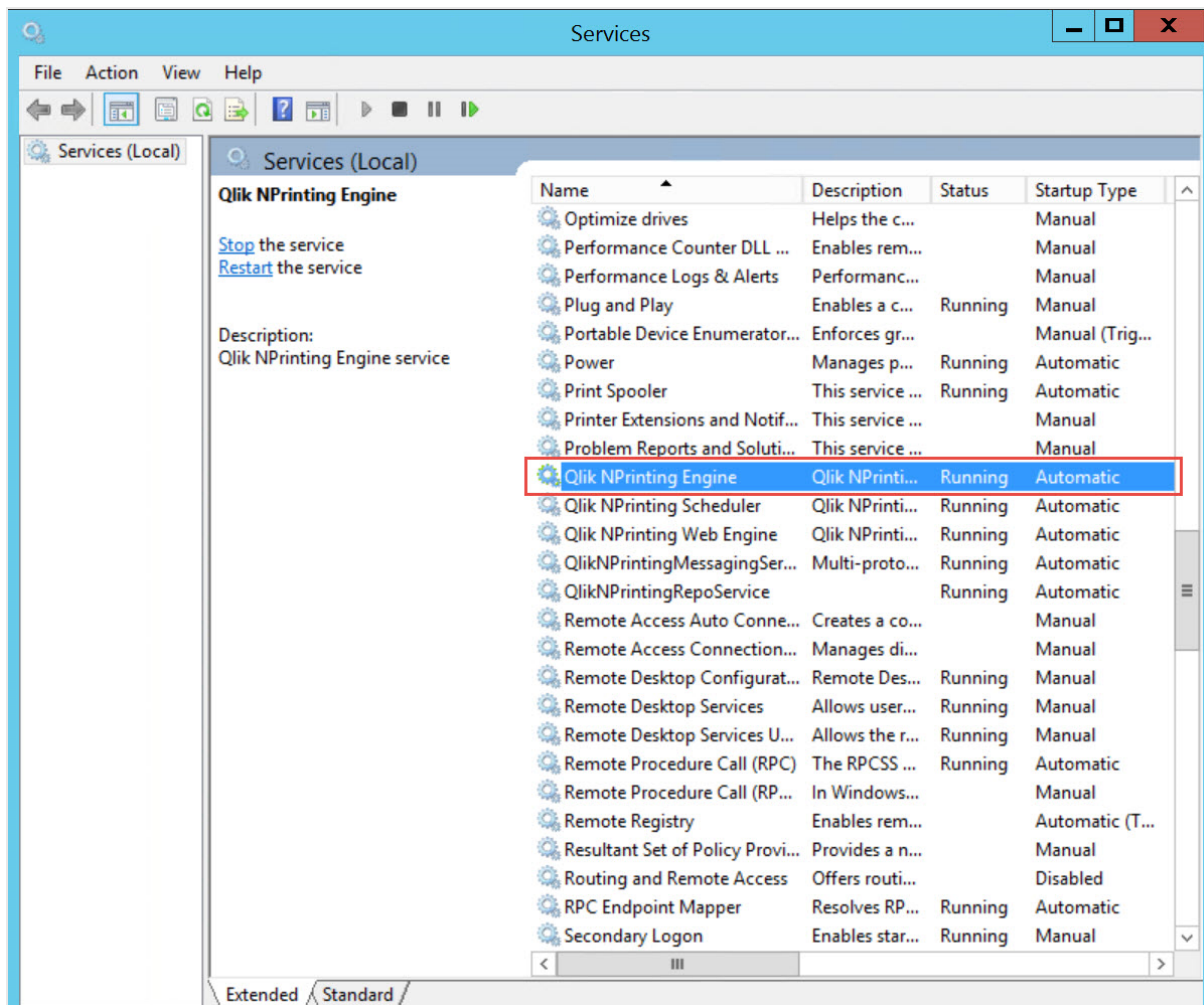 Services
File Action View Help
Services (Local)
Services (Local)
Qlik NPrinting Engine
Stop the service
Restart the service
Description:
Qlik NPrinting Engine service
Name Description Status Startup Type
Optimize drives Helps the c... Manual
Performance Counter DLL ... Enables rem... Manual
Performance Logs & Alerts Performanc... Manual
Plug and Play Enables a c... Running Manual
Portable Device Enumerator... Enforces gr... Manual (Trig...
Power Manages p... Running Automatic
Print Spooler This service ... Running Automatic
Printer Extensions and Notif... This service ... Manual
Problem Reports and Soluti... This service ... Manual
Qlik NPrinting Engine Qlik NPrinti... Running Automatic
Qlik NPrinting Scheduler Qlik NPrinti... Running Automatic
Qlik NPrinting Web Engine Qlik NPrinti... Running Automatic
QlikNPrintingMessagingSer... Multi-proto... Running Automatic
QlikNPrintingRepoService Running Automatic
Remote Access Auto Conne... Creates a co... Manual
Remote Access Connection... Manages di... Manual
Remote Desktop Configurat... Remote Des... Running Manual
Remote Desktop Services Allows user... Running Manual
Remote Desktop Services U... Allows the r... Running Manual
Remote Procedure Call (RPC) The RPCSS ... Running Automatic
Remote Procedure Call (RP... In Windows... Manual
Remote Registry Enables rem... Automatic (T...
Resultant Set of Policy Provi... Provides a n... Manual
Routing and Remote Access Offers routi... Disabled
RPC Endpoint Mapper Resolves RP... Running Automatic
Secondary Logon Enables star... Running Manual
Extended Standard